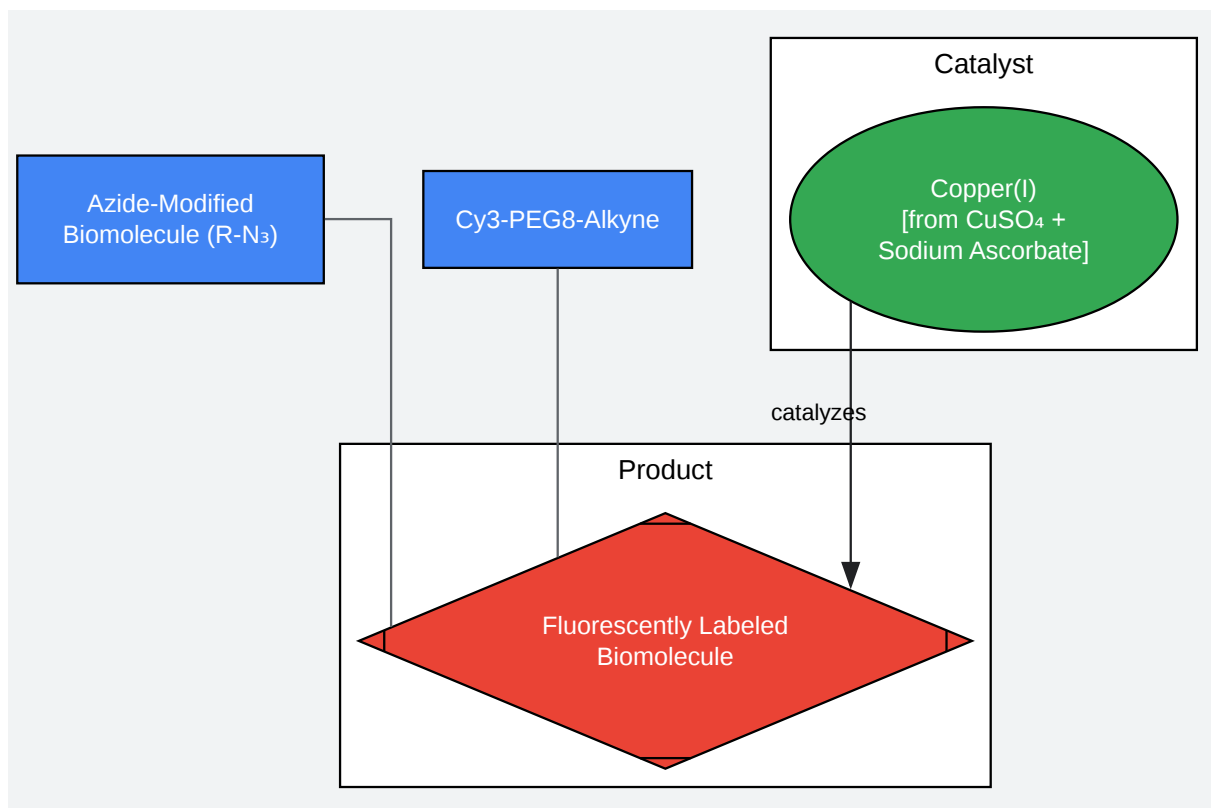 Catalyst
Azide-Modified
Biomolecule (R-N₃)
Cy3-PEG8-Alkyne
Copper(I)
[from CuSO₄ +
Sodium Ascorbate]
catalyzes
Product
Fluorescently Labeled
Biomolecule